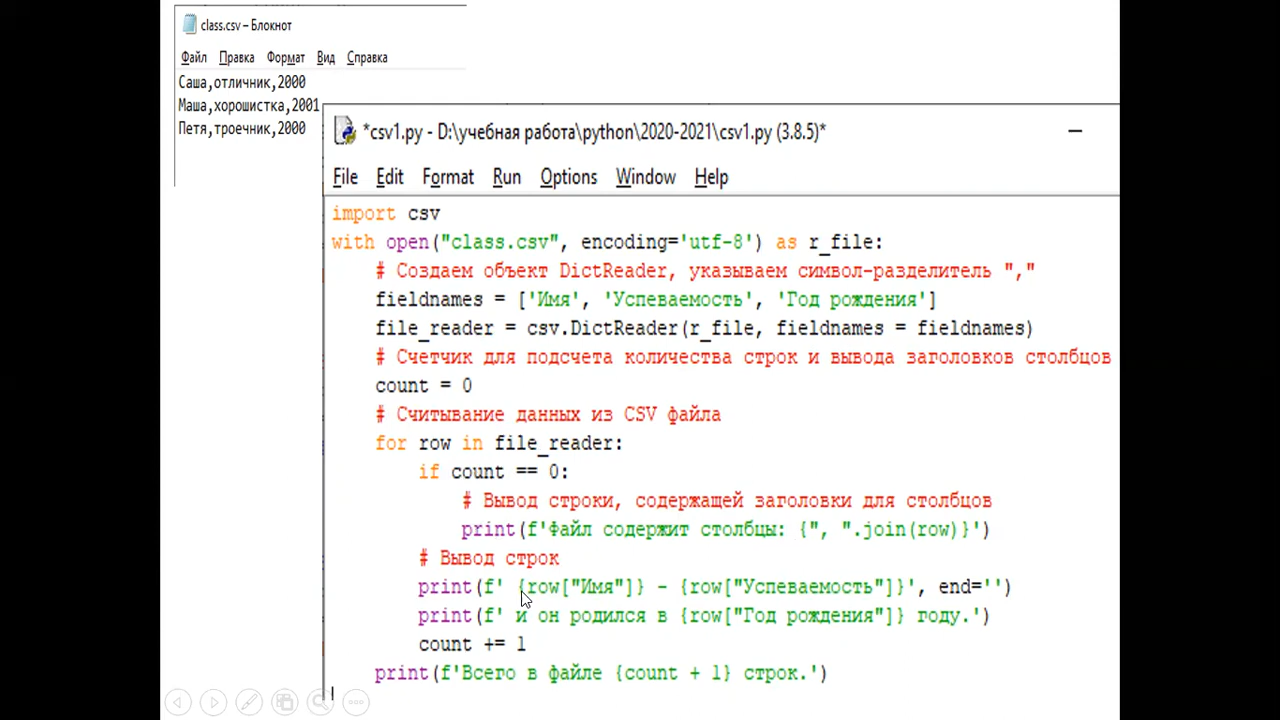 class.csv – Блокнот
Файл Правка Формат Вид Справка
Саша,отличник,2000
Маша,хорошистка,2001
Петя,троечник,2000
*csv1.py - D:\учебная работа\python\2020-2021\csv1.py (3.8.5)*
File Edit Format Run Options Window Help
import csv
with open("class.csv", encoding='utf-8') as r_file:
    # Создаем объект DictReader, указываем символ-разделитель ","
    fieldnames = ['Имя', 'Успеваемость', 'Год рождения']
    file_reader = csv.DictReader(r_file, fieldnames = fieldnames)
    # Счетчик для подсчета количества строк и вывода заголовков столбцов
    count = 0
    # Считывание данных из CSV файла
    for row in file_reader:
        if count == 0:
            # Вывод строки, содержащей заголовки для столбцов
            print(f'Файл содержит столбцы: {", ".join(row)}')
        # Вывод строк
        print(f' {row["Имя"]} - {row["Успеваемость"]}', end='')
        print(f' и он родился в {row["Год рождения"]} году.')
        count += 1
    print(f'Всего в файле {count + 1} строк.')